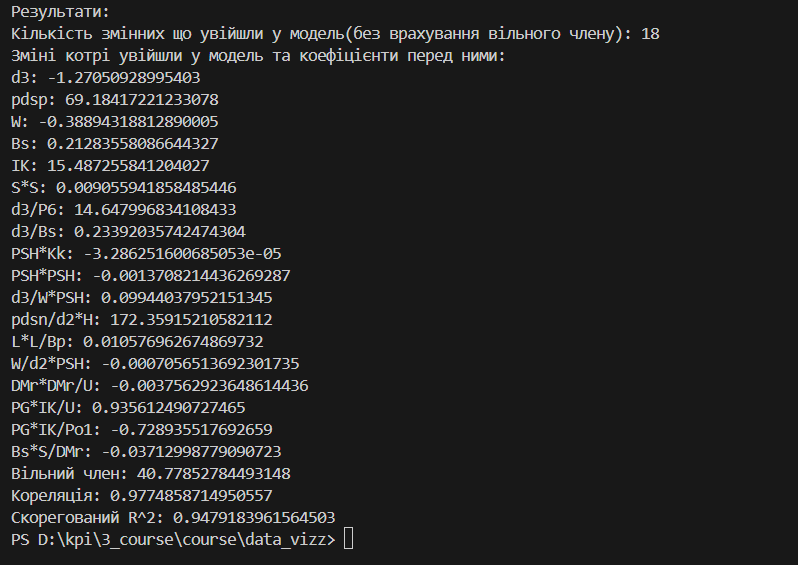 Результати:
Кількість змінних що увійшли у модель(без врахування вільного члену): 18
Зміні котрі увійшли у модель та коефіцієнти перед ними:
d3: -1.27050928995403
pdsp: 69.18417221233078
W: -0.38894318812890005
Bs: 0.21283558086644327
IK: 15.487255841204027
S*S: 0.009055941858485446
d3/P6: 14.647996834108433
d3/Bs: 0.23392035742474304
PSH*Kk: -3.286251600685053e-05
PSH*PSH: -0.0013708214436269287
d3/W*PSH: 0.09944037952151345
pdsn/d2*H: 172.35915210582112
L*L/Bp: 0.010576962674869732
W/d2*PSH: -0.0007056513692301735
DMr*DMr/U: -0.0037562923648614436
PG*IK/U: 0.935612490727465
PG*IK/Po1: -0.728935517692659
Bs*S/DMr: -0.03712998779090723
Вільний член: 40.77852784493148
Кореляція: 0.9774858714950557
Скорегований R^2: 0.9479183961564503
PS D:\kpi\3_course\course\data_vizz>